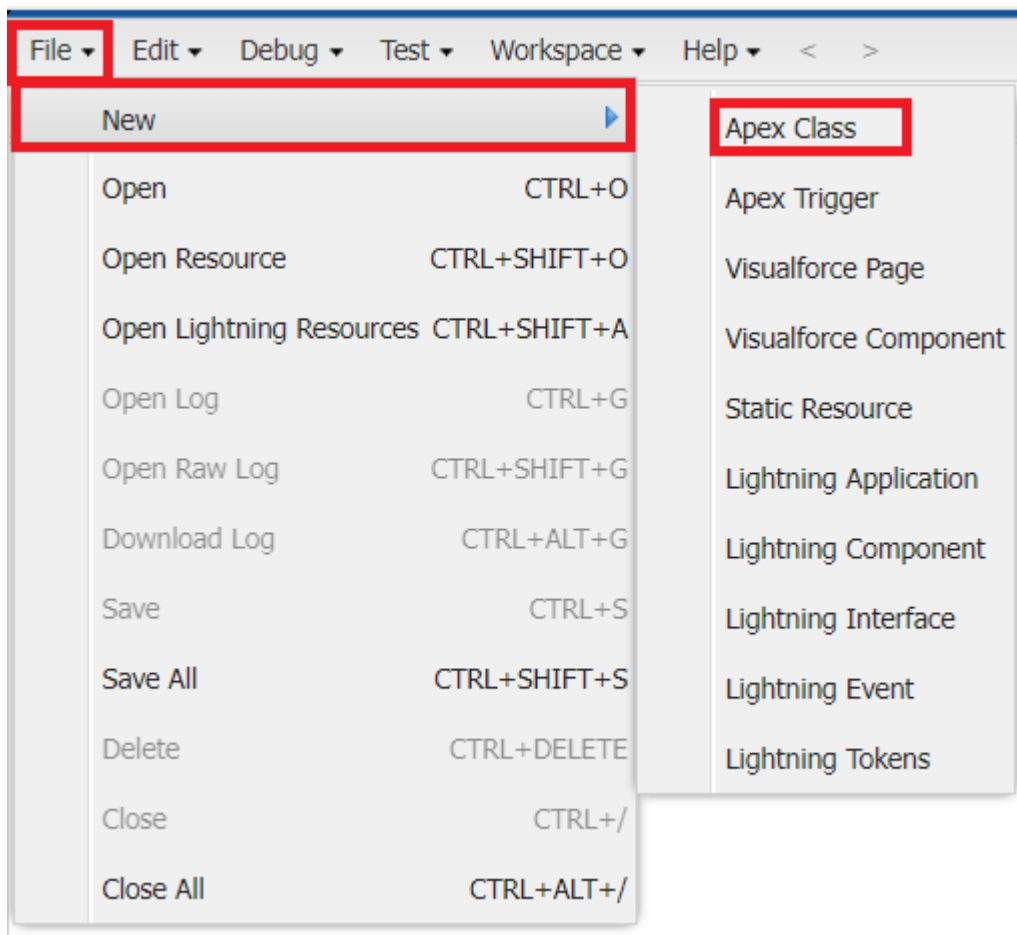 File Edit Debug Test Workspace Help < >
New
Open CTRL+O
Open Resource CTRL+SHIFT+O
Open Lightning Resources CTRL+SHIFT+A
Open Log CTRL+G
Open Raw Log CTRL+SHIFT+G
Download Log CTRL+ALT+G
Save CTRL+S
Save All CTRL+SHIFT+S
Delete CTRL+DELETE
Close CTRL+/
Close All CTRL+ALT+/
Apex Class
Apex Trigger
Visualforce Page
Visualforce Component
Static Resource
Lightning Application
Lightning Component
Lightning Interface
Lightning Event
Lightning Tokens